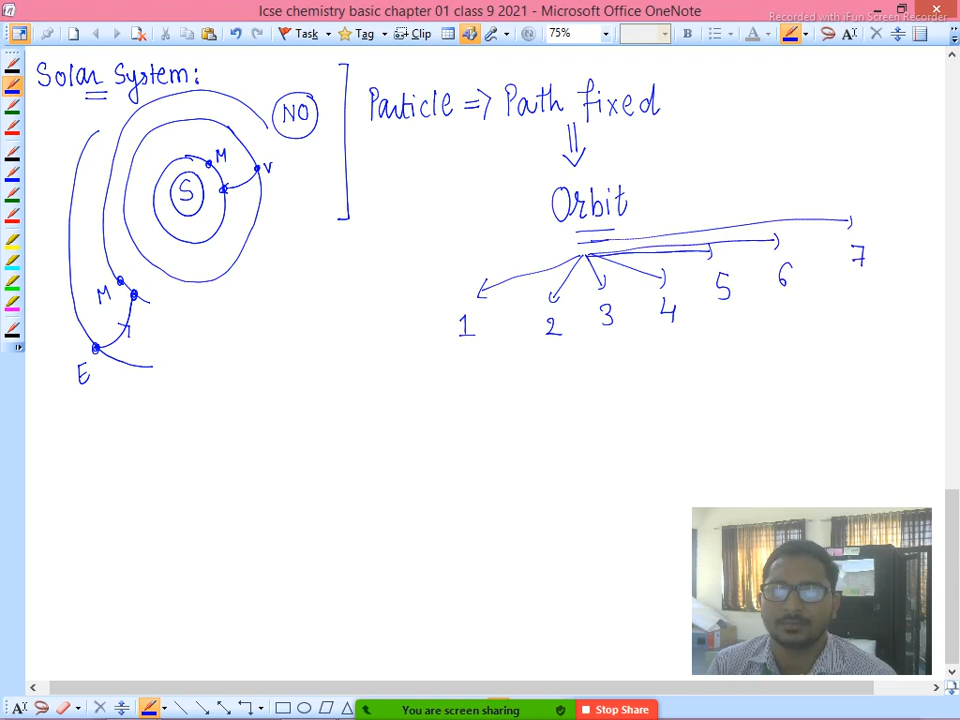 Icse chemistry basic chapter 01 class 9 2021 - Microsoft Office OneNote
Recorded with iFun Screen Recorder
Task
Tag
Clip
75%
B
A
Solar System:
NO
M
V
S
M
E
Particle => Path fixed
Orbit
1 2 3 4 5 6 7
You are screen sharing
Stop Share